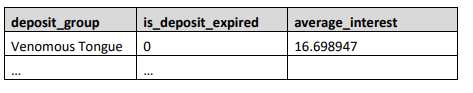 deposit_group is_deposit_expired average_interest
Venomous Tongue 0 16.698947
... ...